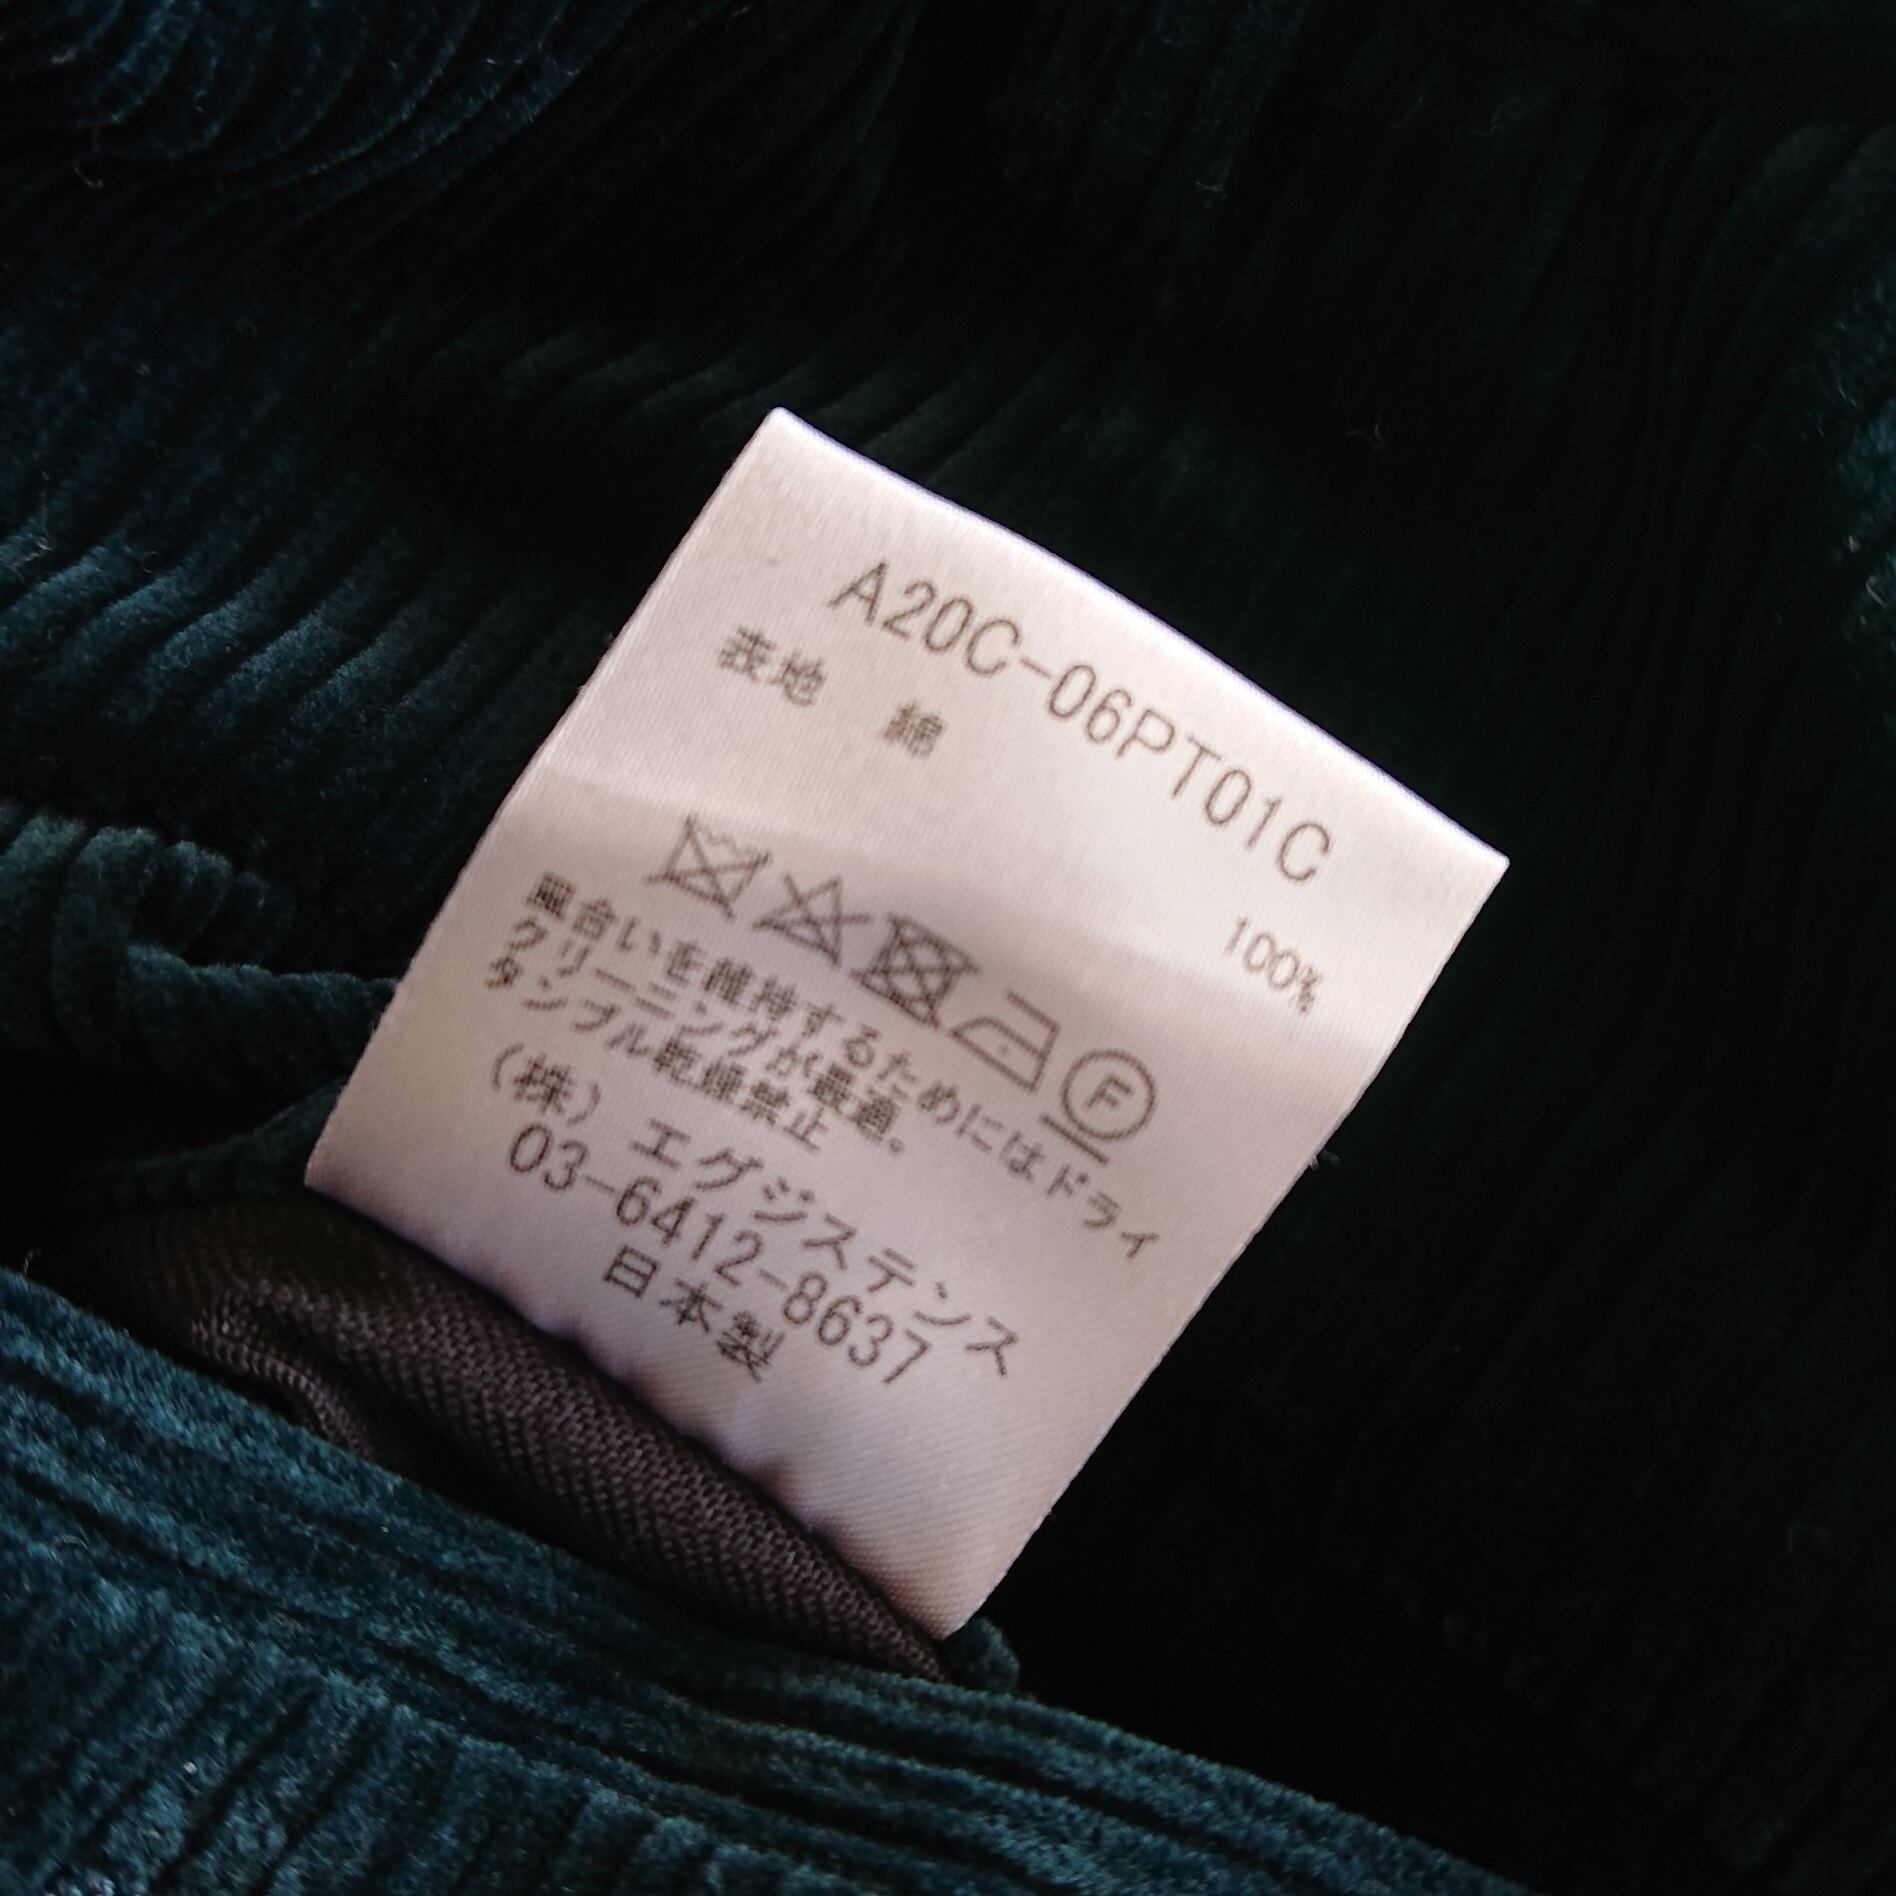 A20C-06PT01C
表地 綿 100%
F
風合いを維持するためにはドライ
クリーニングが最適。
タンブル乾燥禁止
(株) エグジステンス
03-6412-8637
日本製